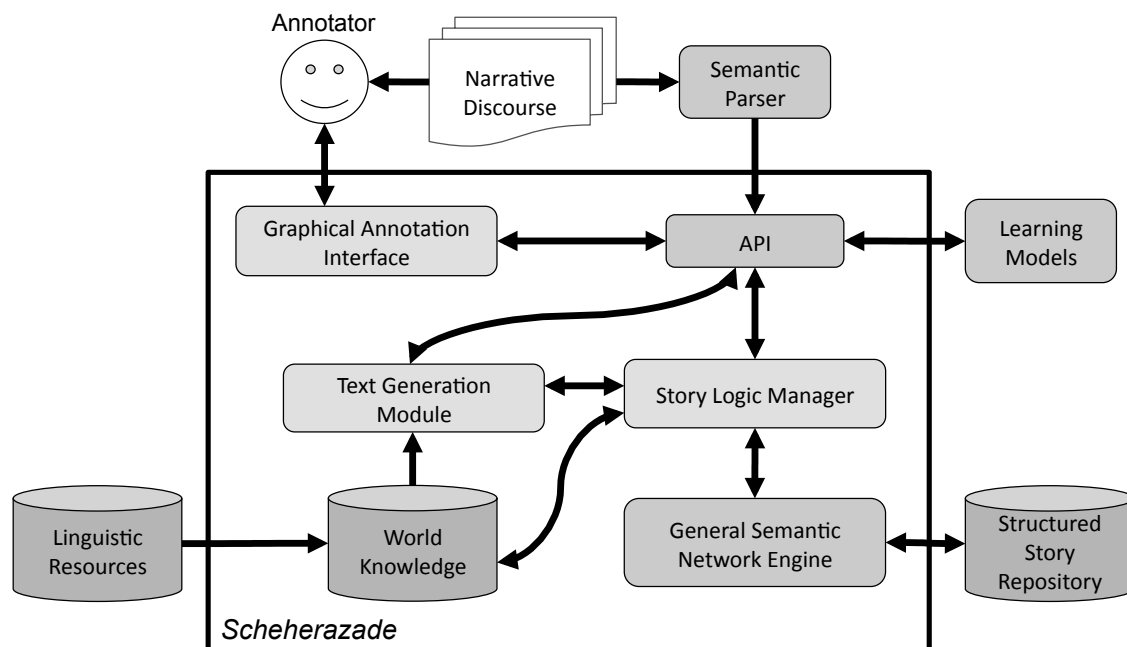 Annotator
Narrative
Discourse
Semantic
Parser
Graphical Annotation
Interface
API
Learning
Models
Text Generation
Module
Story Logic Manager
Linguistic
Resources
World
Knowledge
General Semantic
Network Engine
Structured
Story
Repository
Scheherazade